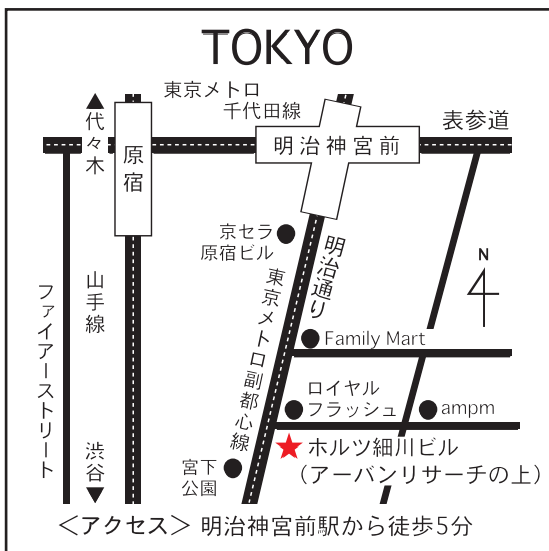 TOKYO
東京メトロ
千代田線
▲
代々木
原宿
明治神宮前
表参道
京セラ
原宿ビル
明治通り
N
山手線
ファイアーストリート
東京メトロ副都心線
Family Mart
ロイヤル
フラッシュ
ampm
渋谷
▼
宮下
公園
★ ホルツ細川ビル
(アーバンリサーチの上)
＜アクセス＞ 明治神宮前駅から徒歩5分